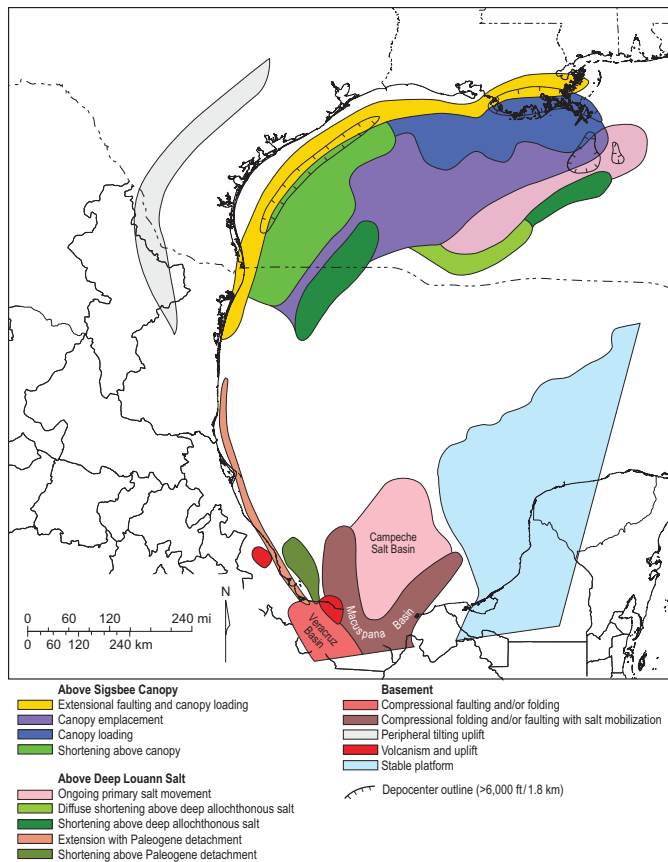 Campeche
Salt Basin
N
Macuspana
Basin
Veracruz
Basin
0 60 120 240 mi
0 60 120 240 km
Above Sigsbee Canopy
Extensional faulting and canopy loading
Canopy emplacement
Canopy loading
Shortening above canopy
Above Deep Louann Salt
Ongoing primary salt movement
Diffuse shortening above deep allochthonous salt
Shortening above deep allochthonous salt
Extension with Paleogene detachment
Shortening above Paleogene detachment
Basement
Compressional faulting and/or folding
Compressional folding and/or faulting with salt mobilization
Peripheral tilting uplift
Volcanism and uplift
Stable platform
Depocenter outline (>6,000 ft/1.8 km)